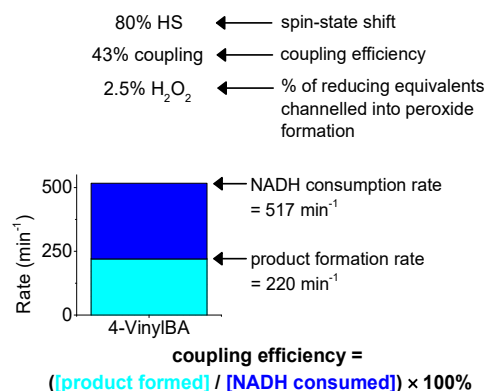 80% HS spin-state shift
43% coupling coupling efficiency
2.5% H₂O₂ % of reducing equivalents
channelled into peroxide
formation
500
250
0
Rate (min⁻¹)
NADH consumption rate
= 517 min⁻¹
product formation rate
= 220 min⁻¹
4-VinylBA
coupling efficiency =
([product formed] / [NADH consumed]) × 100%